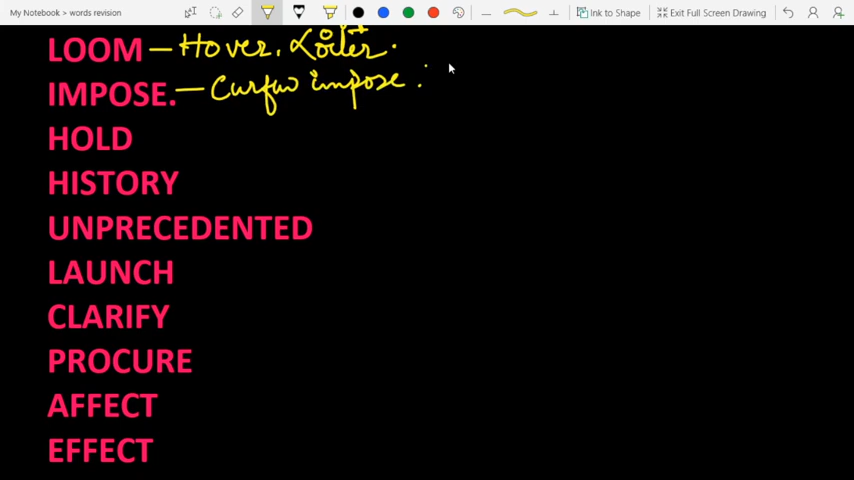 My Notebook > words revision
Ink to Shape
Exit Full Screen Drawing
LOOM — Hover. Loiter.
IMPOSE. — Curfuw impose.
HOLD
HISTORY
UNPRECEDENTED
LAUNCH
CLARIFY
PROCURE
AFFECT
EFFECT